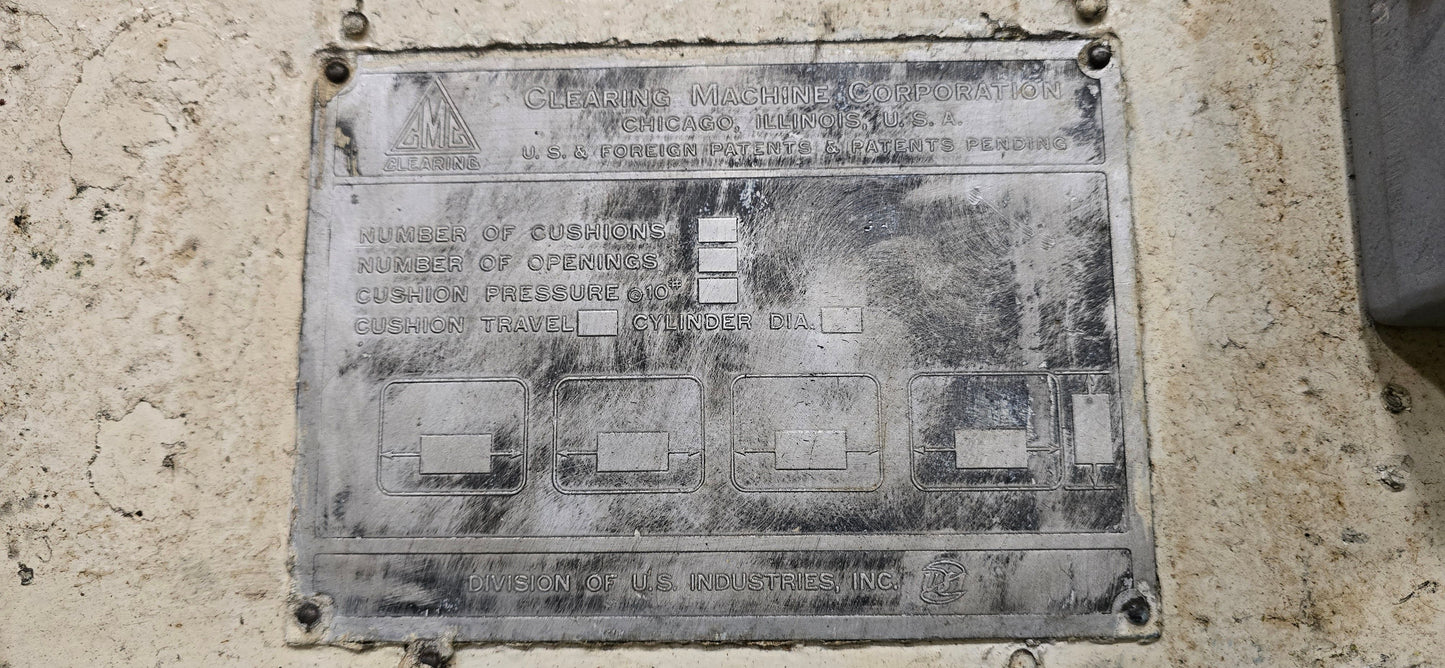 CMC
CLEARING
CLEARING MACHINE CORPORATION
CHICAGO, ILLINOIS, U. S. A.
U. S. & FOREIGN PATENTS & PATENTS PENDING
NUMBER OF CUSHIONS
NUMBER OF OPENINGS
CUSHION PRESSURE @10#
CUSHION TRAVEL CYLINDER DIA.
DIVISION OF U.S. INDUSTRIES, INC.